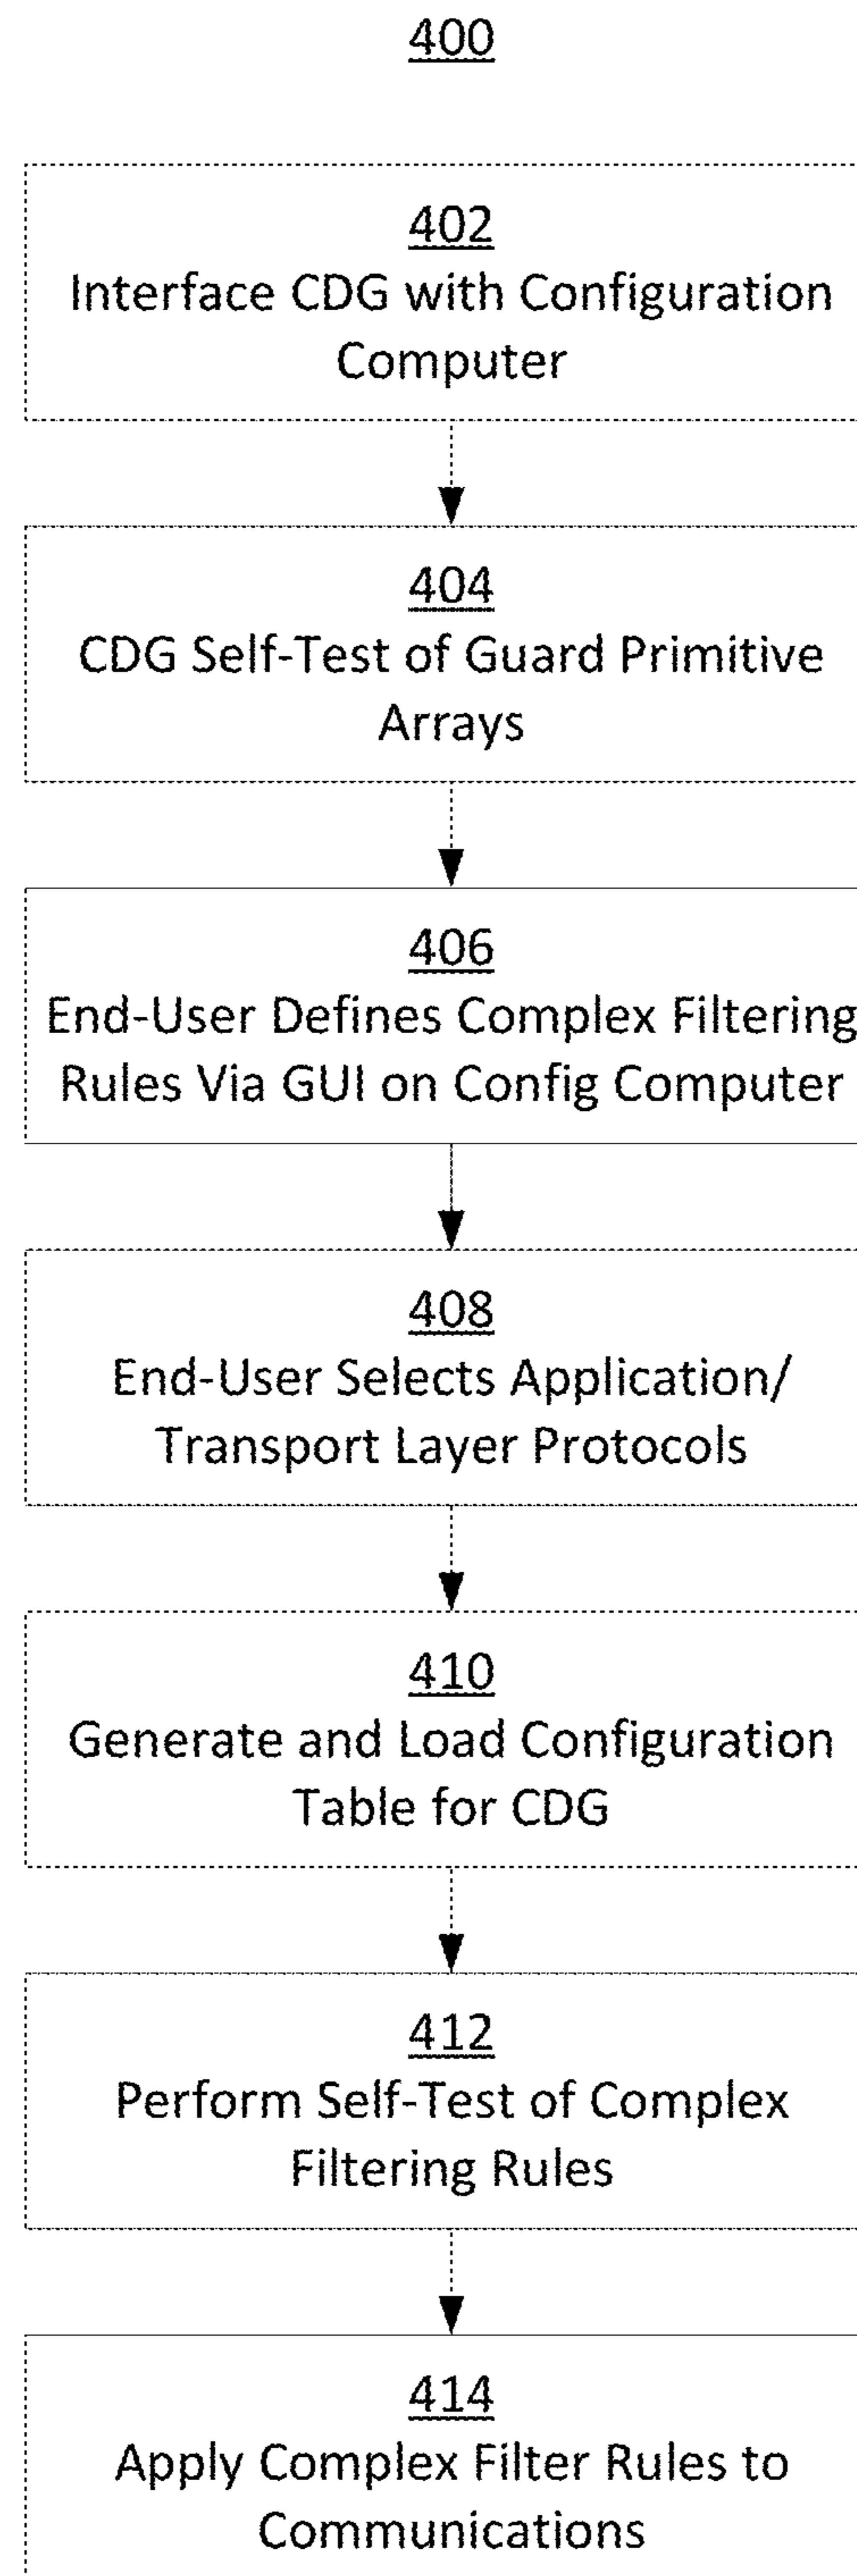 400
402
Interface CDG with Configuration
Computer
404
CDG Self-Test of Guard Primitive
Arrays
406
End-User Defines Complex Filtering
Rules Via GUI on Config Computer
408
End-User Selects Application/
Transport Layer Protocols
410
Generate and Load Configuration
Table for CDG
412
Perform Self-Test of Complex
Filtering Rules
414
Apply Complex Filter Rules to
Communications